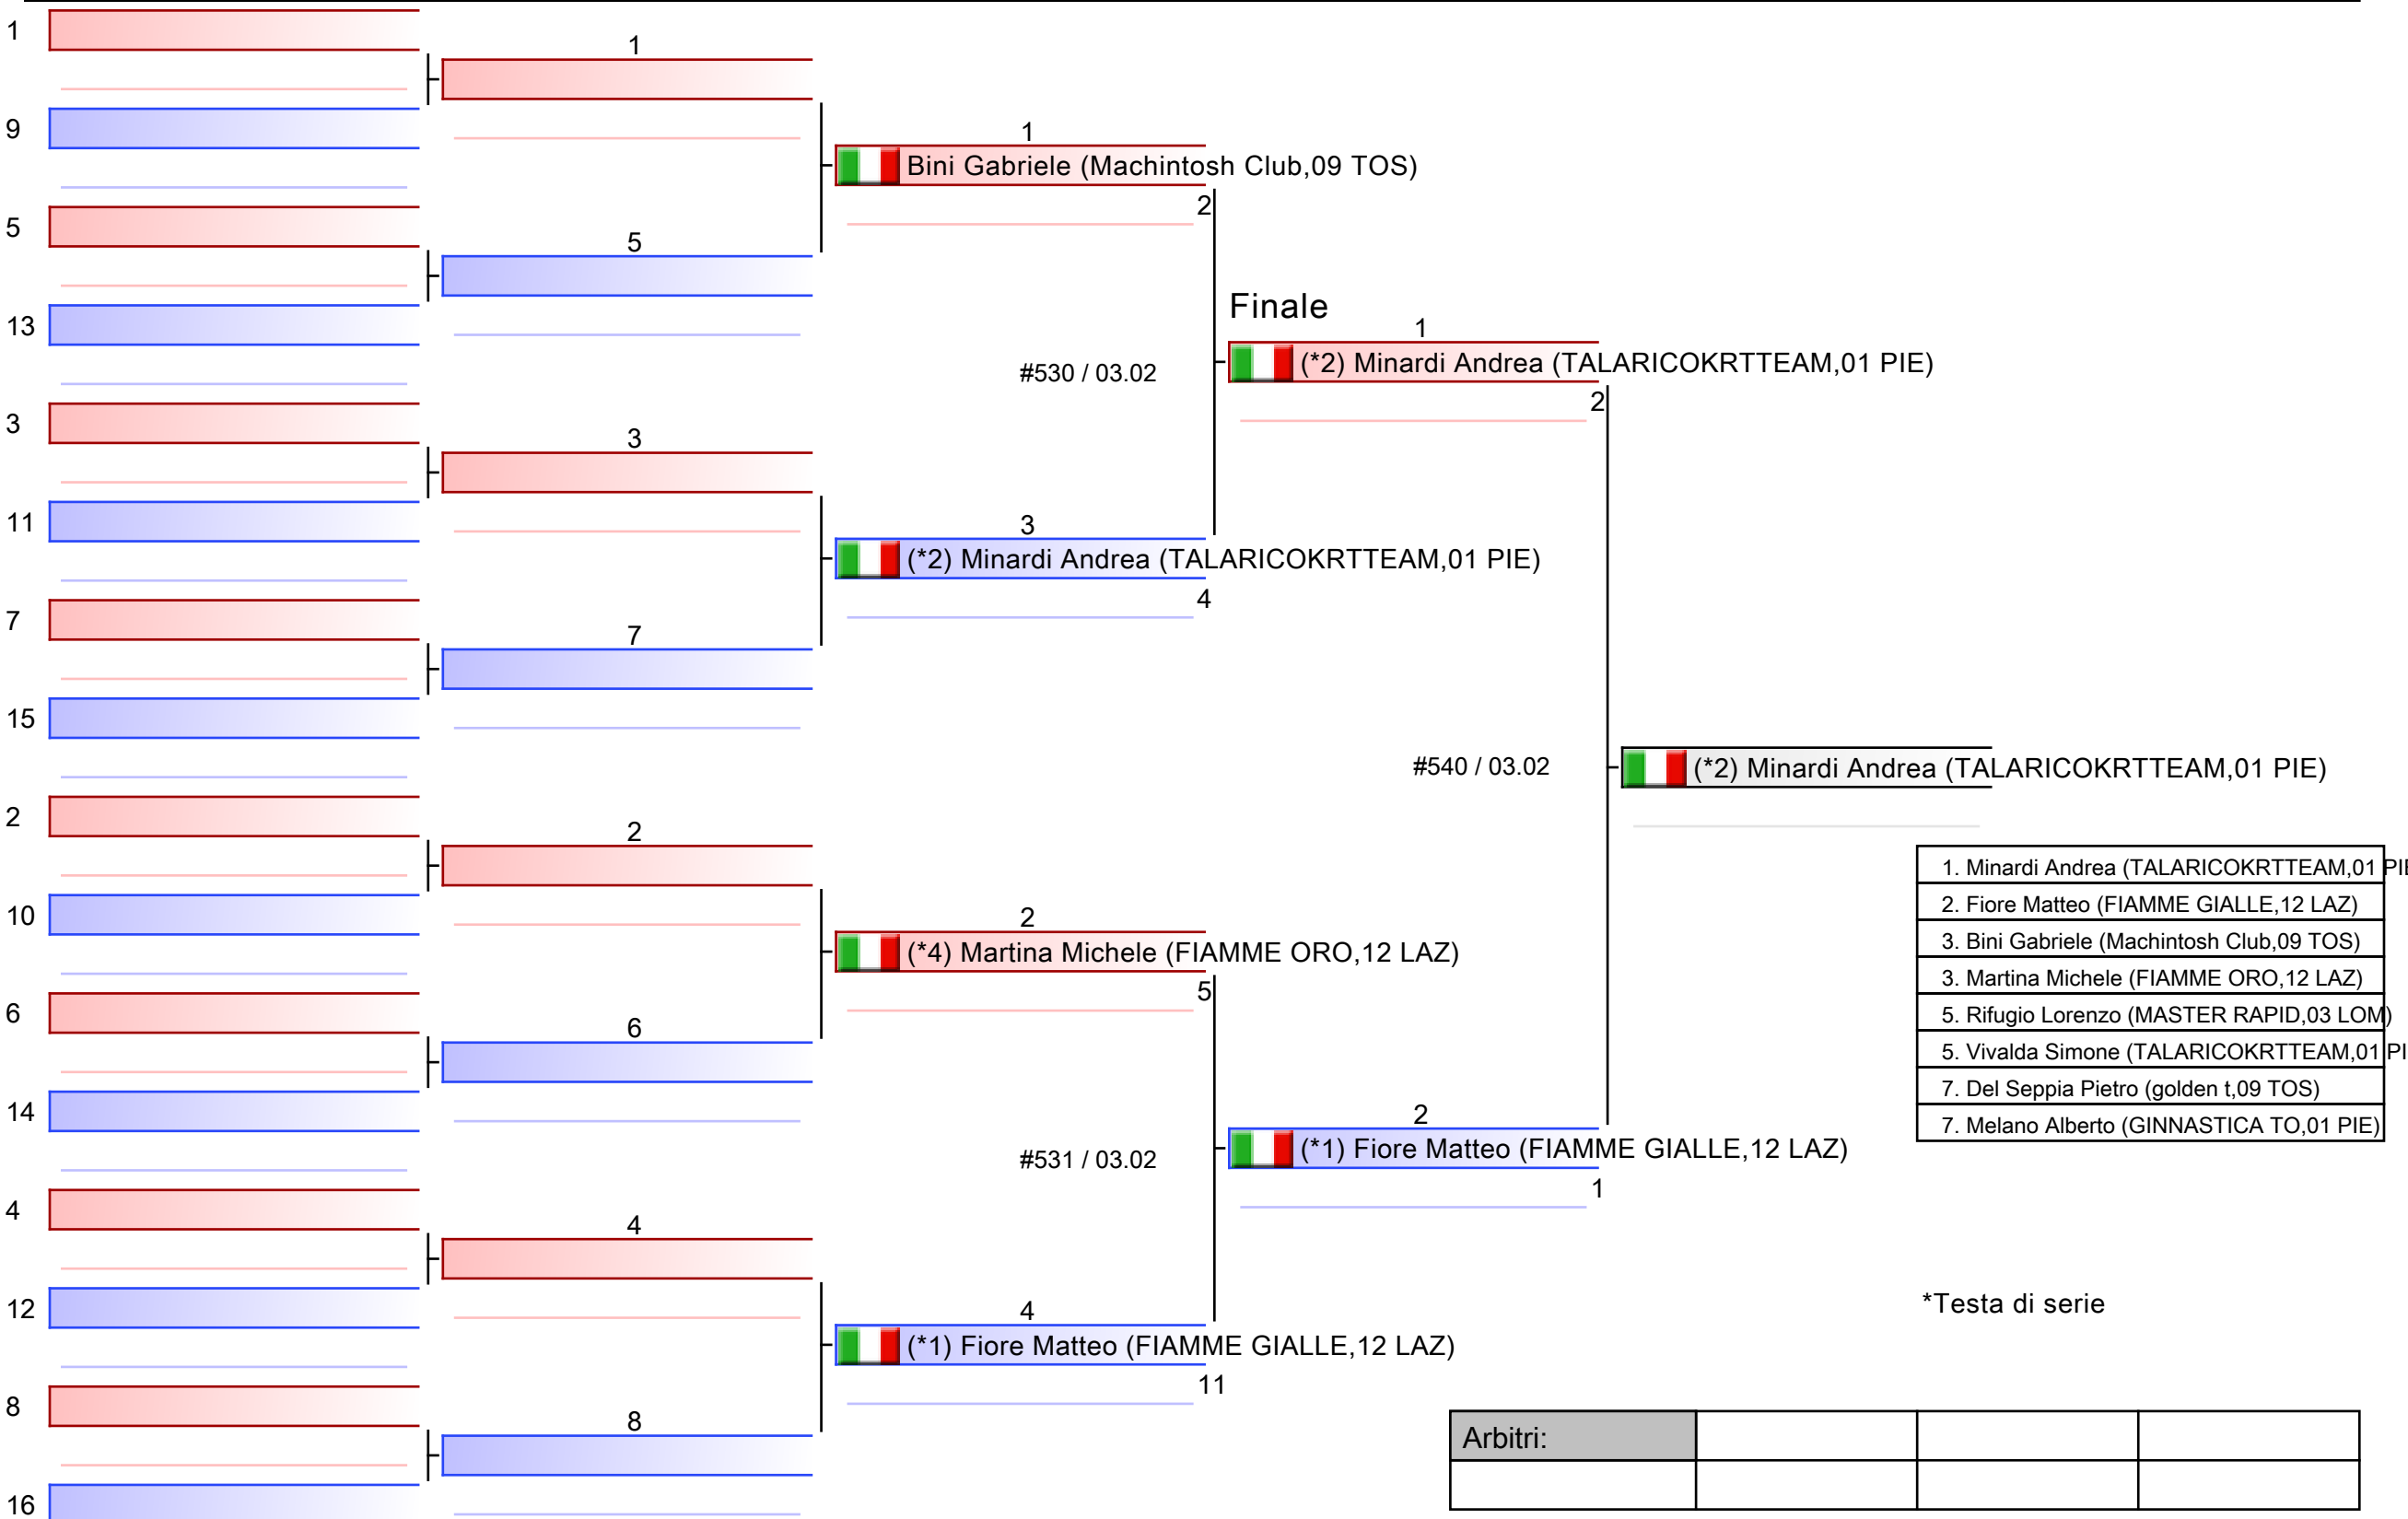 1
1
9
1
Bini Gabriele (Machintosh Club,09 TOS)
2
5
5
Finale
13
1
#530 / 03.02
(*2) Minardi Andrea (TALARICOKRTTEAM,01 PIE)
2
3
3
11
3
(*2) Minardi Andrea (TALARICOKRTTEAM,01 PIE)
4
7
7
15
#540 / 03.02
(*2) Minardi Andrea (TALARICOKRTTEAM,01 PIE)
2
2
1. Minardi Andrea (TALARICOKRTTEAM,01 PIE
2. Fiore Matteo (FIAMME GIALLE,12 LAZ)
3. Bini Gabriele (Machintosh Club,09 TOS)
3. Martina Michele (FIAMME ORO,12 LAZ)
5. Rifugio Lorenzo (MASTER RAPID,03 LOM)
5. Vivalda Simone (TALARICOKRTTEAM,01 PI
7. Del Seppia Pietro (golden t,09 TOS)
7. Melano Alberto (GINNASTICA TO,01 PIE)
10
2
(*4) Martina Michele (FIAMME ORO,12 LAZ)
5
6
6
14
2
#531 / 03.02
(*1) Fiore Matteo (FIAMME GIALLE,12 LAZ)
1
4
4
12
4
*Testa di serie
(*1) Fiore Matteo (FIAMME GIALLE,12 LAZ)
11
8
8
Arbitri:
16